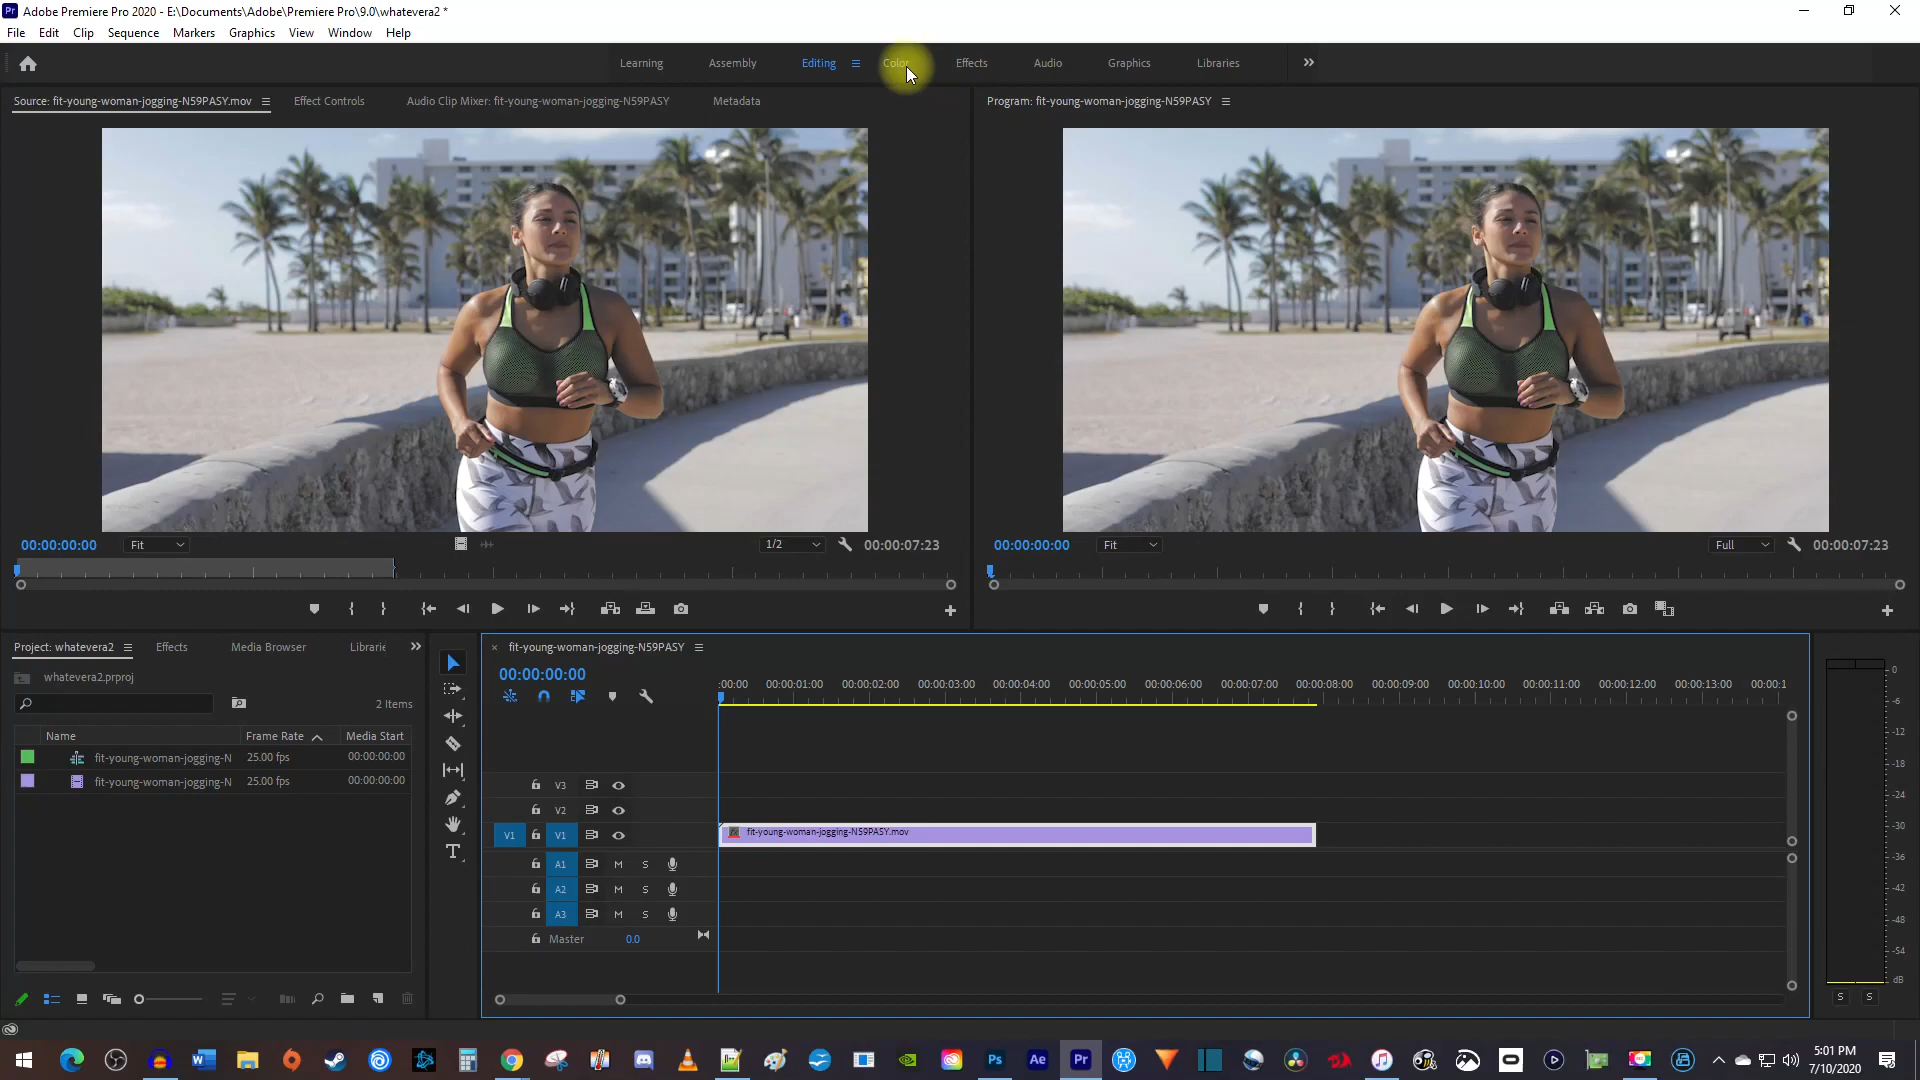 Adobe Premiere Pro 2020 - E:\Documents\Adobe\Premiere Pro\9.0\whatevera2 *
File Edit Clip Sequence Markers Graphics View Window Help
Learning Assembly Editing Color Effects Audio Graphics Libraries
Source: fit-young-woman-jogging-N59PASY.mov Effect Controls Audio Clip Mixer: fit-young-woman-jogging-N59PASY Metadata
Program: fit-young-woman-jogging-N59PASY
00:00:00:00 Fit 1/2 00:00:07:23
00:00:00:00 Fit Full 00:00:07:23
Project: whatevera2 Effects Media Browser Librarie
whatevera2.prproj
2 Items
Name Frame Rate Media Start
fit-young-woman-jogging-N 25.00 fps 00:00:00:00
fit-young-woman-jogging-N 25.00 fps 00:00:00:00
fit-young-woman-jogging-N59PASY
00:00:00:00
:00:00 00:00:01:00 00:00:02:00 00:00:03:00 00:00:04:00 00:00:05:00 00:00:06:00 00:00:07:00 00:00:08:00 00:00:09:00 00:00:10:00 00:00:11:00 00:00:12:00 00:00:13:00 00:00:1
V3
V2
V1 V1 fit-young-woman-jogging-N59PASY.mov
A1 M S
A2 M S
A3 M S
Master 0.0
0
-6
-12
-18
-24
-30
-36
-42
-48
-54
dB
S S
Ps Ae Pr
5:01 PM
7/10/2020